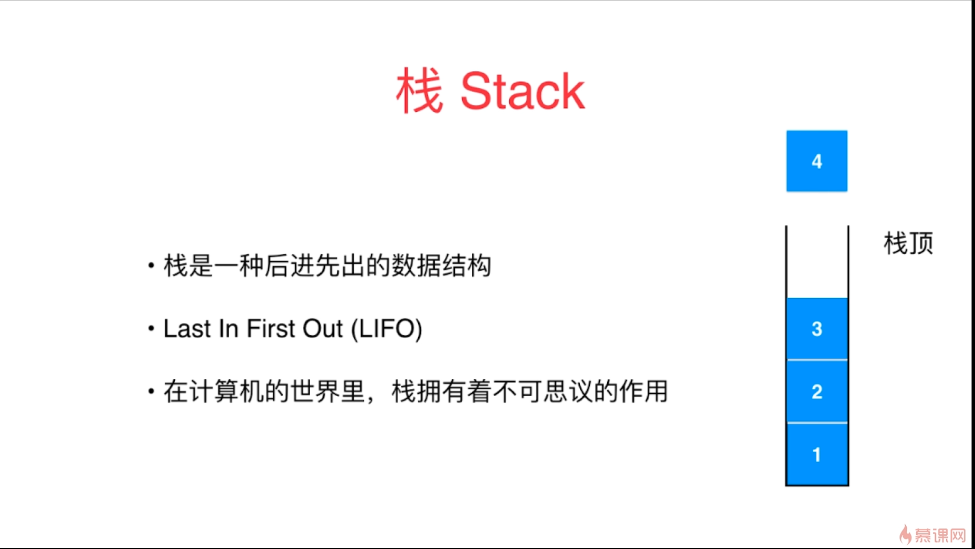 栈 Stack
4
栈顶
• 栈是一种后进先出的数据结构
3
• Last In First Out (LIFO)
2
• 在计算机的世界里，栈拥有着不可思议的作用
1
慕课网